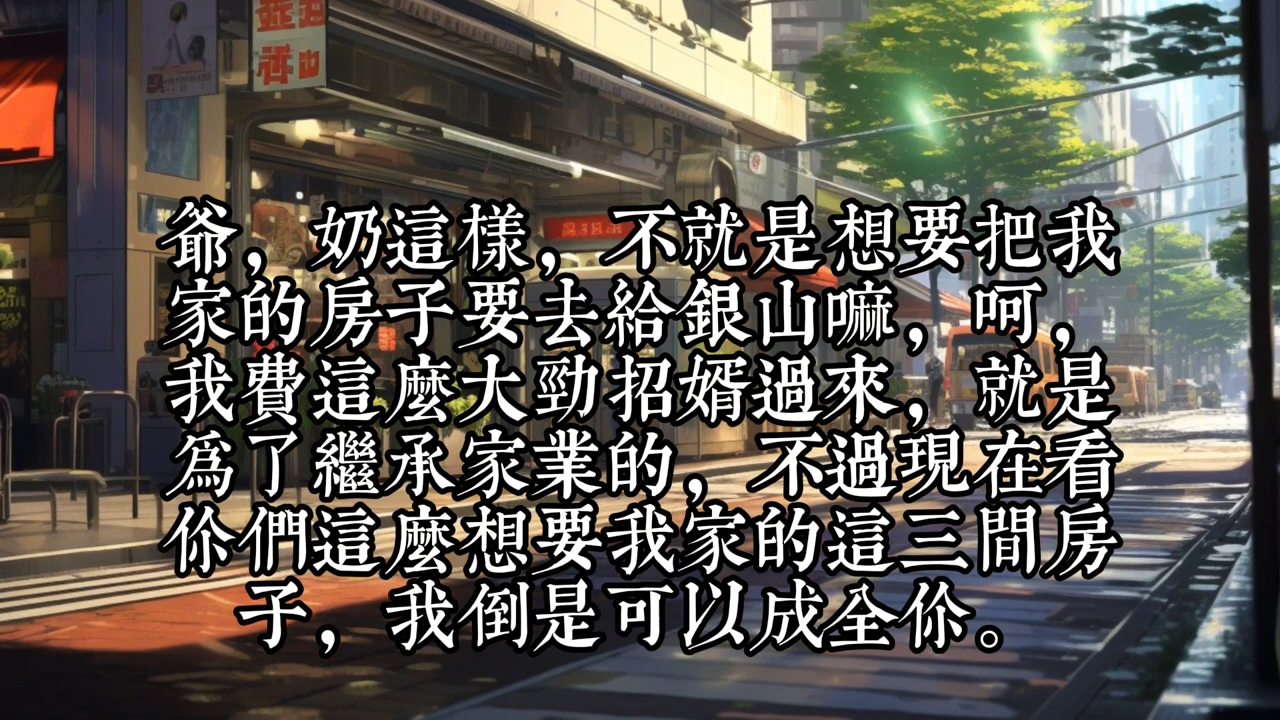 爺，奶這樣，不就是想要把我
家的房子要去給銀山嘛，呵，
我費這麼大勁招婿過來，就是
爲了繼承家業的，不過現在看
伱們這麼想要我家的這三間房
子，我倒是可以成全伱。